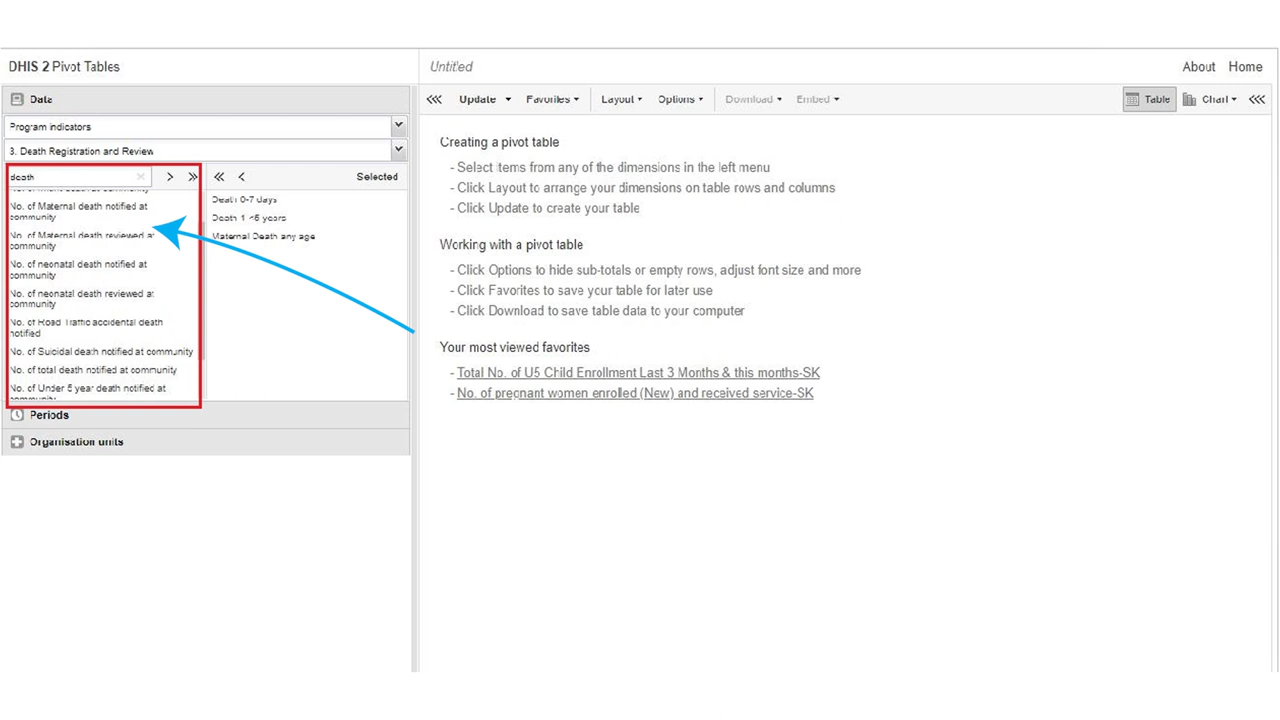 DHIS 2 Pivot Tables
Untitled
About Home
Data
Update Favorites Layout Options Download Embed
Table Chart
Program indicators
3. Death Registration and Review
death
Selected
No. of Maternal death notified at
community
No. of Maternal death reviewed at
community
No. of neonatal death notified at
community
No. of neonatal death reviewed at
community
No. of Road Traffic accidental death
notified
No. of Suicidal death notified at community
No. of total death notified at community
No. of Under 5 year death notified at
community
Death 0-7 days
Death 1-<5 years
Maternal Death any age
Periods
Organisation units
Creating a pivot table
- Select items from any of the dimensions in the left menu
- Click Layout to arrange your dimensions on table rows and columns
- Click Update to create your table
Working with a pivot table
- Click Options to hide sub-totals or empty rows, adjust font size and more
- Click Favorites to save your table for later use
- Click Download to save table data to your computer
Your most viewed favorites
- Total No. of U5 Child Enrollment Last 3 Months & this months-SK
- No. of pregnant women enrolled (New) and received service-SK